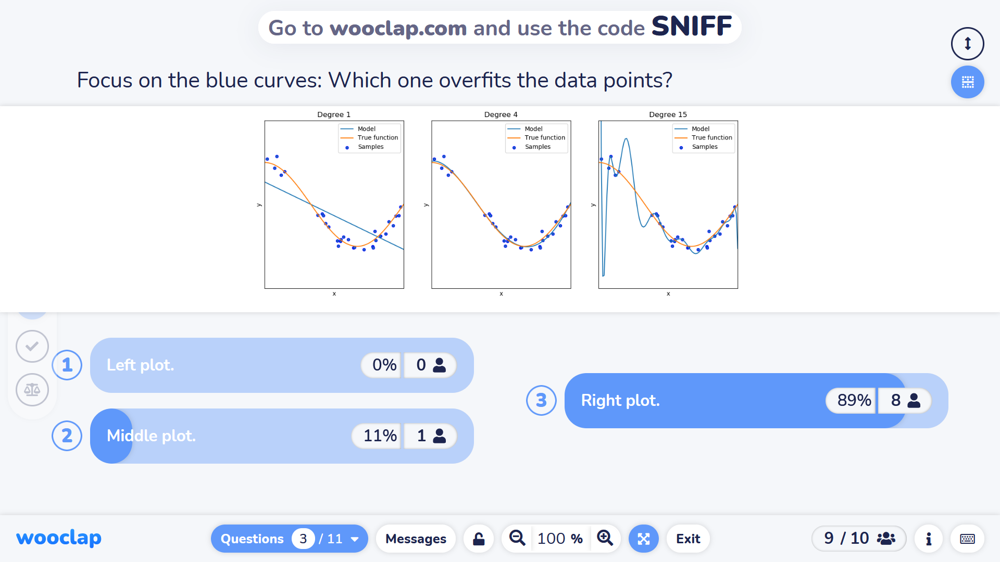 Go to wooclap.com and use the code SNIFF
Focus on the blue curves: Which one overfits the data points?
Degree 1
Model
True function
Samples
y
x
Degree 4
Model
True function
Samples
y
x
Degree 15
Model
True function
Samples
y
x
1 Left plot. 0% 0
2 Middle plot. 11% 1
3 Right plot. 89% 8
wooclap Questions 3 / 11 Messages 100 % Exit 9 / 10